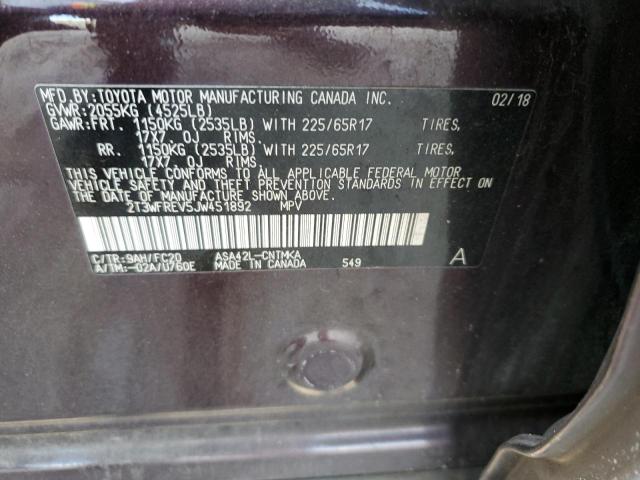 MFD.BY:TOYOTA MOTOR MANUFACTURING CANADA INC. 02/18
GVWR: 2055KG (4525LB)
GAWR:FRT. 1150KG (2535LB) WITH 225/65R17 TIRES,
17X7.0J RIMS.
RR. 1150KG (2535LB) WITH 225/65R17 TIRES,
17X7.0J RIMS.
THIS VEHICLE CONFORMS TO ALL APPLICABLE FEDERAL MOTOR
VEHICLE SAFETY AND THEFT PREVENTION STANDARDS IN EFFECT ON
THE DATE OF MANUFACTURE SHOWN ABOVE.
2T3WFREV5JW451892 MPV
C/TR:9AH/FC20 ASA42L-CNTMKA
A/TM:-02A/U760E MADE IN CANADA 549 A